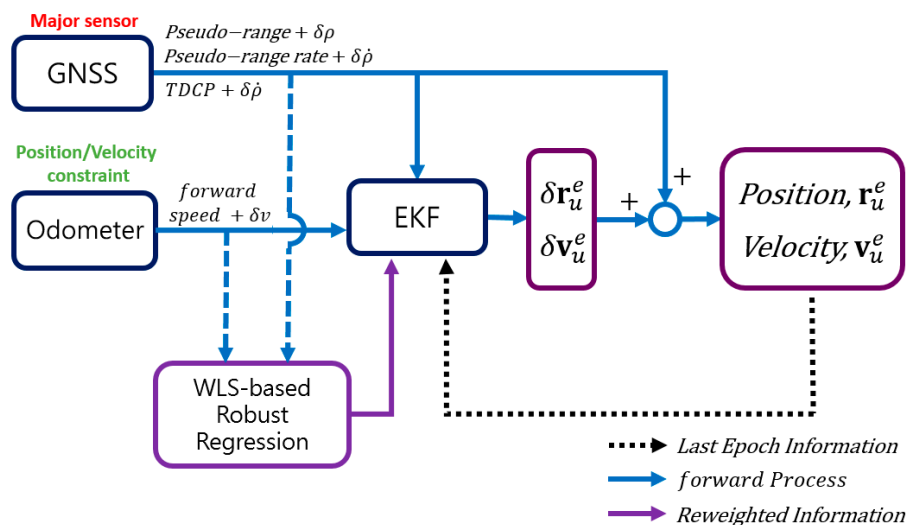 Major sensor
GNSS
Pseudo−range + δρ
Pseudo−range rate + δρ̇
TDCP + δρ̇
Position/Velocity
constraint
Odometer
forward
speed + δv
EKF
δr_u^e
δv_u^e
+
+
Position, r_u^e
Velocity, v_u^e
WLS-based
Robust
Regression
Last Epoch Information
forward Process
Reweighted Information